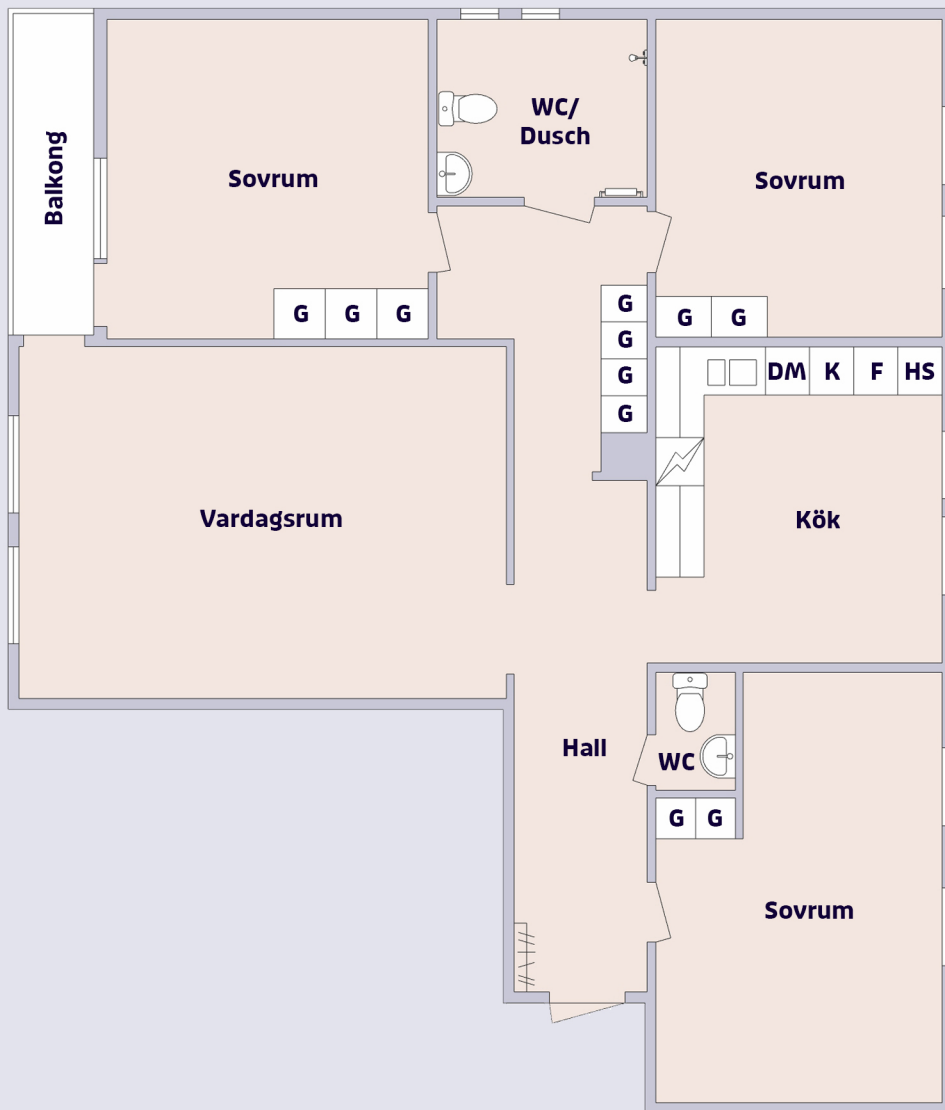 WC/
Dusch
Balkong
Sovrum
Sovrum
G G G
G
G
G
G
G G
DM K F HS
Vardagsrum
Kök
Hall
WC
G G
Sovrum